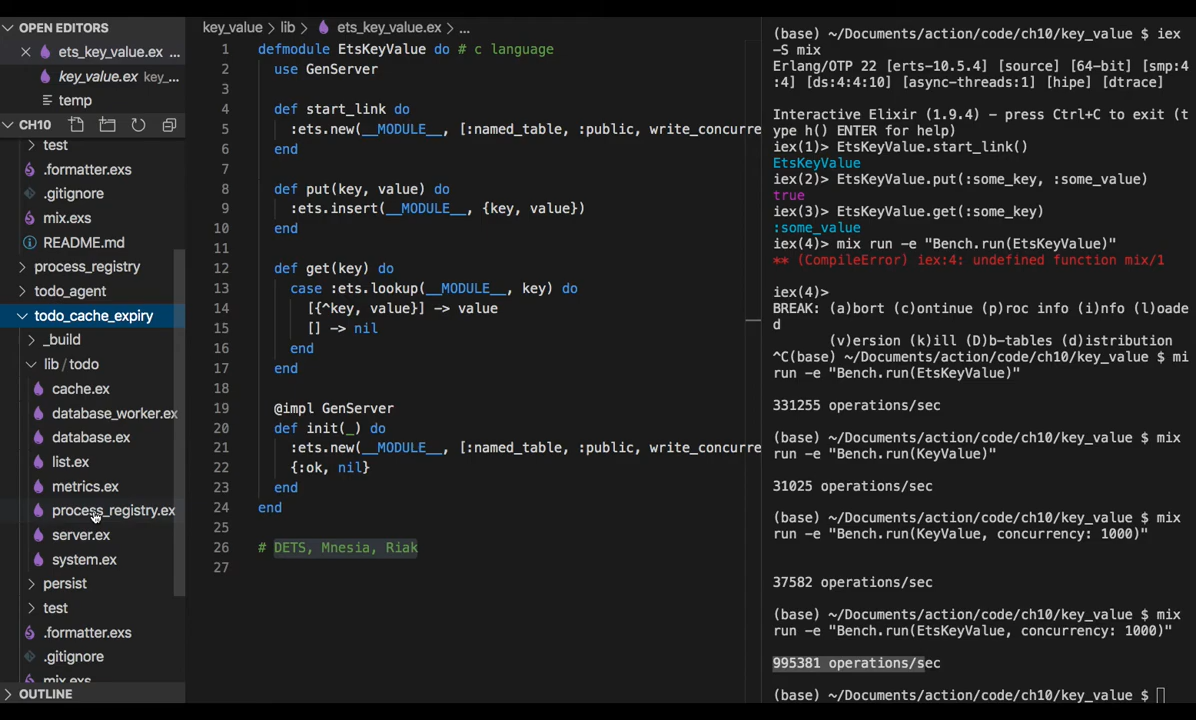 OPEN EDITORS
ets_key_value.ex ...
key_value.ex key_...
temp
CH10
test
.formatter.exs
.gitignore
mix.exs
README.md
process_registry
todo_agent
todo_cache_expiry
_build
lib / todo
cache.ex
database_worker.ex
database.ex
list.ex
metrics.ex
process_registry.ex
server.ex
system.ex
persist
test
.formatter.exs
.gitignore
mix.exs
OUTLINE
key_value > lib > ets_key_value.ex > ...
1 defmodule EtsKeyValue do # c language
2 use GenServer
3
4 def start_link do
5 :ets.new(__MODULE__, [:named_table, :public, write_concurre
6 end
7
8 def put(key, value) do
9 :ets.insert(__MODULE__, {key, value})
10 end
11
12 def get(key) do
13 case :ets.lookup(__MODULE__, key) do
14 [{^key, value}] -> value
15 [] -> nil
16 end
17 end
18
19 @impl GenServer
20 def init(_) do
21 :ets.new(__MODULE__, [:named_table, :public, write_concurre
22 {:ok, nil}
23 end
24 end
25
26 # DETS, Mnesia, Riak
27
(base) ~/Documents/action/code/ch10/key_value $ iex
-S mix
Erlang/OTP 22 [erts-10.5.4] [source] [64-bit] [smp:4
:4] [ds:4:4:10] [async-threads:1] [hipe] [dtrace]
Interactive Elixir (1.9.4) - press Ctrl+C to exit (t
ype h() ENTER for help)
iex(1)> EtsKeyValue.start_link()
EtsKeyValue
iex(2)> EtsKeyValue.put(:some_key, :some_value)
true
iex(3)> EtsKeyValue.get(:some_key)
:some_value
iex(4)> mix run -e "Bench.run(EtsKeyValue)"
** (CompileError) iex:4: undefined function mix/1
iex(4)>
BREAK: (a)bort (c)ontinue (p)roc info (i)nfo (l)oade
d
(v)ersion (k)ill (D)b-tables (d)istribution
^C(base) ~/Documents/action/code/ch10/key_value $ mi
run -e "Bench.run(EtsKeyValue)"
331255 operations/sec
(base) ~/Documents/action/code/ch10/key_value $ mix
run -e "Bench.run(KeyValue)"
31025 operations/sec
(base) ~/Documents/action/code/ch10/key_value $ mix
run -e "Bench.run(KeyValue, concurrency: 1000)"
37582 operations/sec
(base) ~/Documents/action/code/ch10/key_value $ mix
run -e "Bench.run(EtsKeyValue, concurrency: 1000)"
995381 operations/sec
(base) ~/Documents/action/code/ch10/key_value $